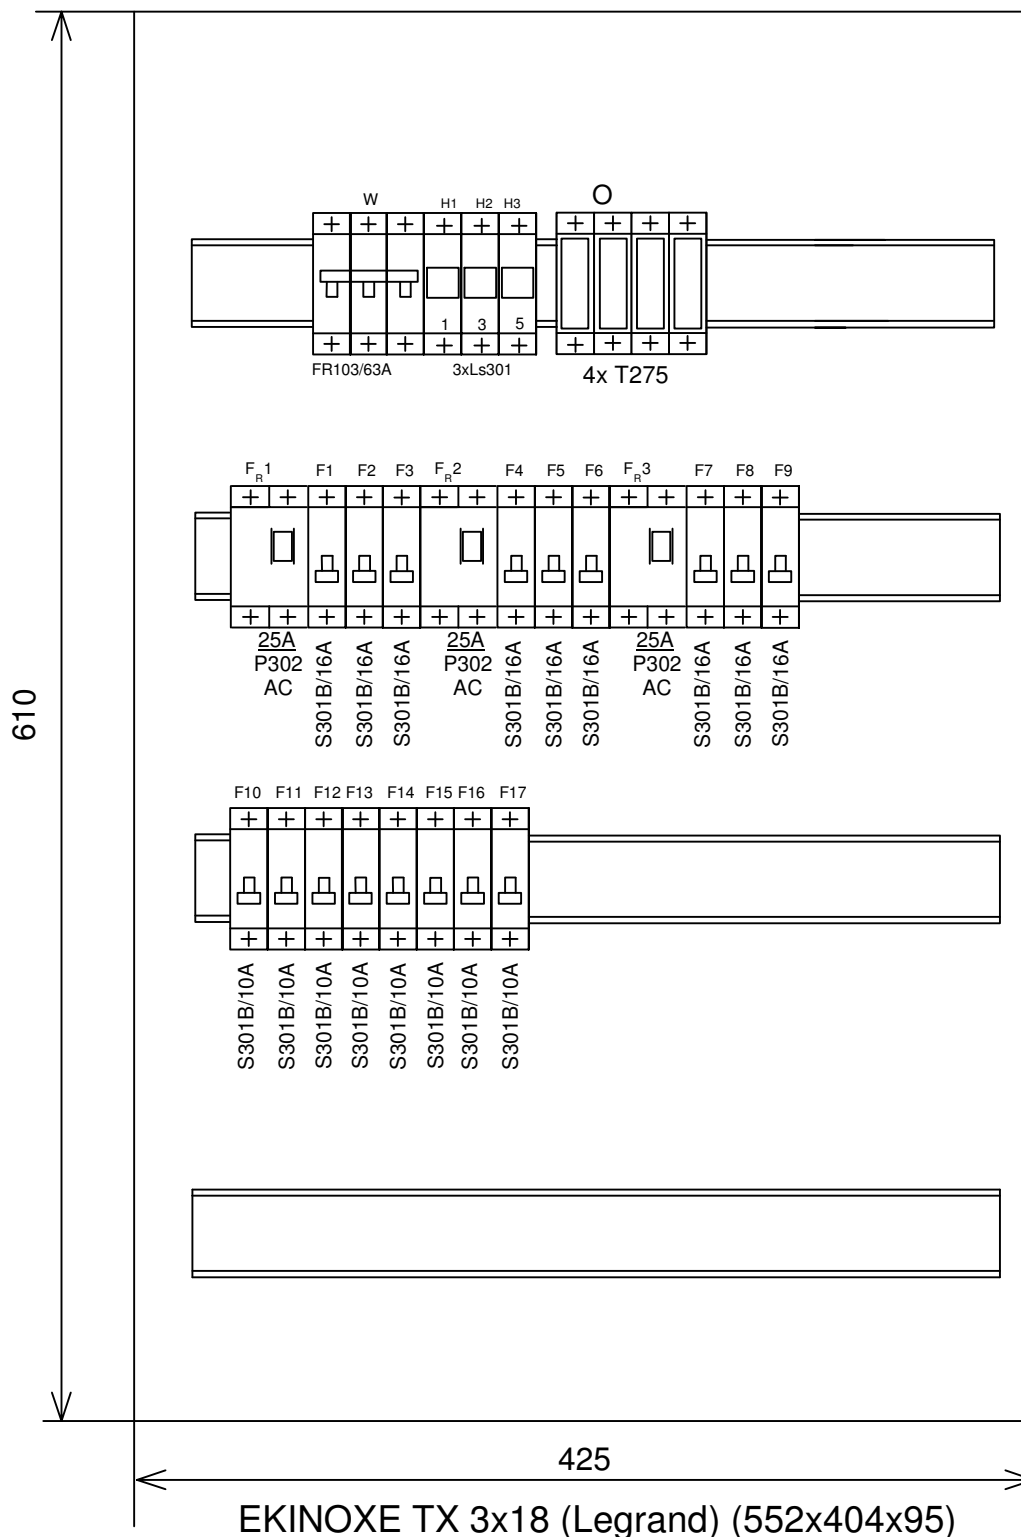 W H1 H2 H3 O
1 3 5
FR103/63A 3xLs301 4x T275
FR1 F1 F2 F3 FR2 F4 F5 F6 FR3 F7 F8 F9
25A S301B/16A S301B/16A S301B/16A 25A S301B/16A S301B/16A S301B/16A 25A S301B/16A S301B/16A S301B/16A
P302 P302 P302
AC AC AC
610
F10 F11 F12 F13 F14 F15 F16 F17
S301B/10A S301B/10A S301B/10A S301B/10A S301B/10A S301B/10A S301B/10A S301B/10A
425
EKINOXE TX 3x18 (Legrand) (552x404x95)